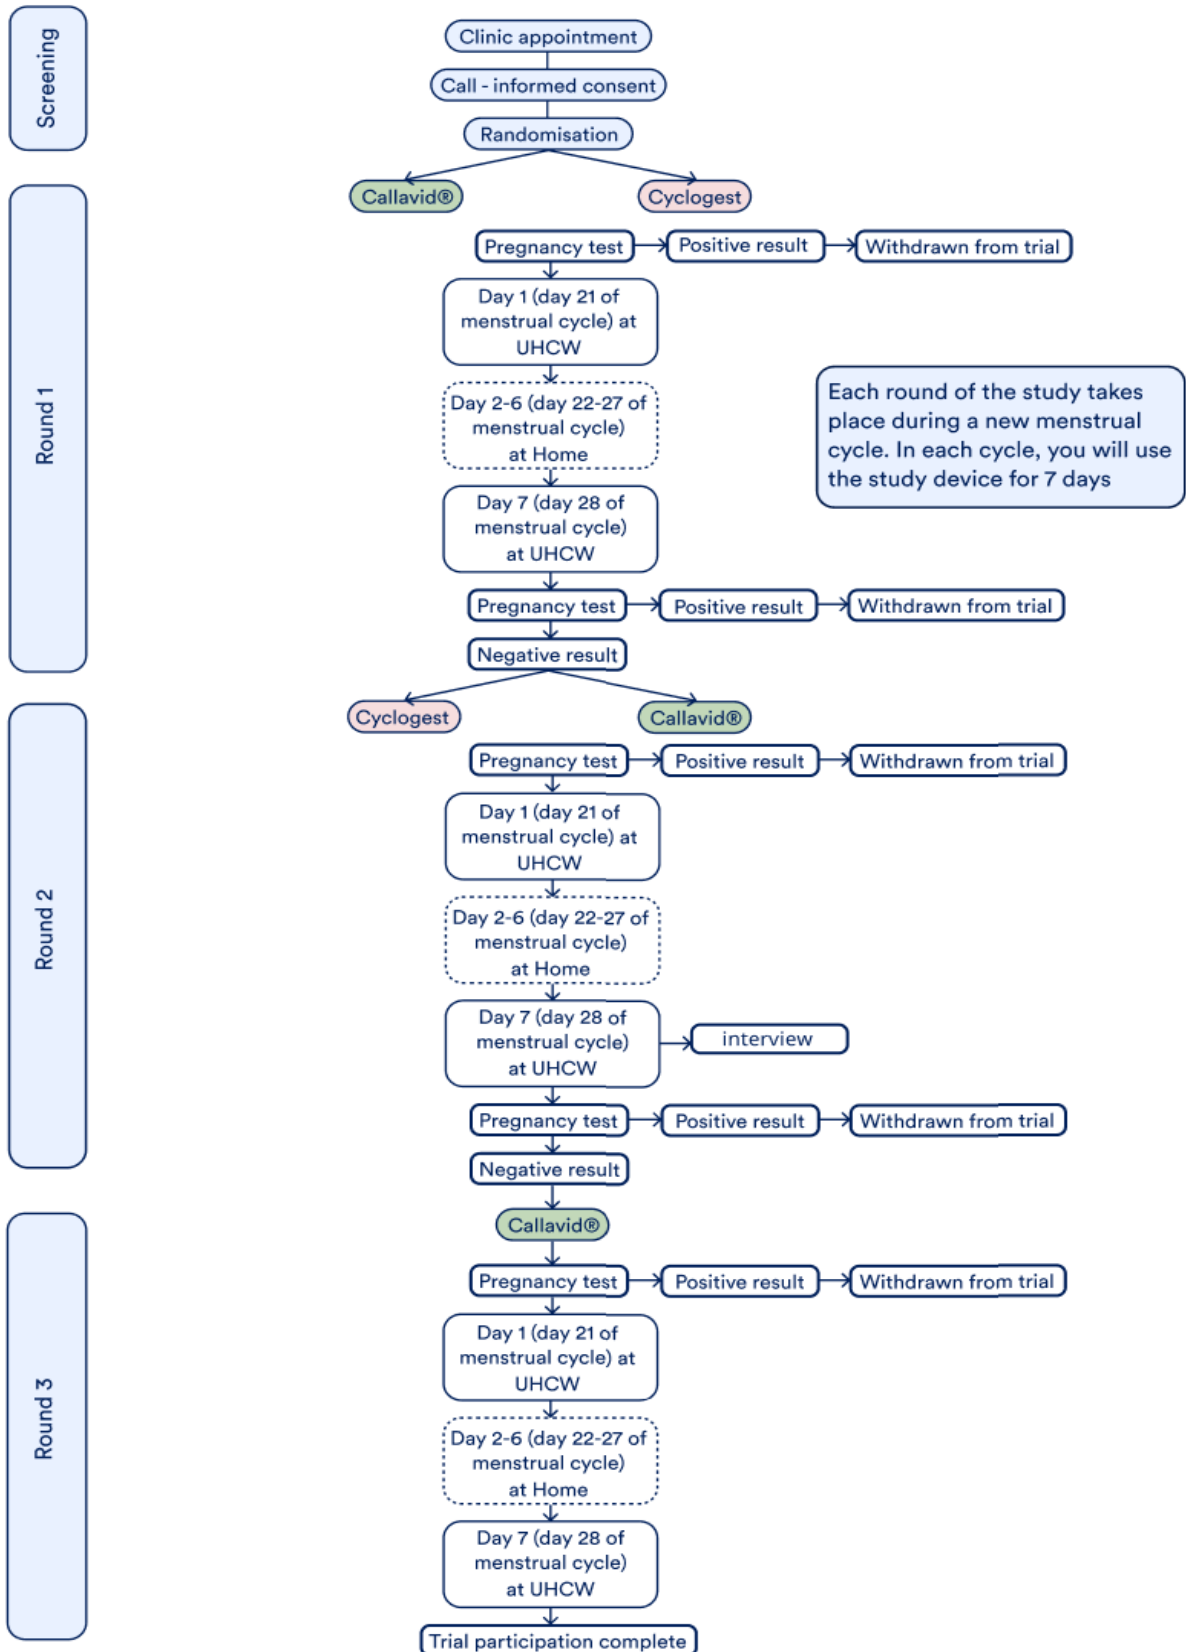 Screening
Clinic appointment
Call - informed consent
Randomisation
Callavid®
Cyclogest
Round 1
Pregnancy test
Positive result
Withdrawn from trial
Day 1 (day 21 of
menstrual cycle) at
UHCW
Day 2-6 (day 22-27 of
menstrual cycle)
at Home
Day 7 (day 28 of
menstrual cycle)
at UHCW
Each round of the study takes
place during a new menstrual
cycle. In each cycle, you will use
the study device for 7 days
Pregnancy test
Positive result
Withdrawn from trial
Negative result
Cyclogest
Callavid®
Round 2
Pregnancy test
Positive result
Withdrawn from trial
Day 1 (day 21 of
menstrual cycle) at
UHCW
Day 2-6 (day 22-27 of
menstrual cycle)
at Home
Day 7 (day 28 of
menstrual cycle)
at UHCW
interview
Pregnancy test
Positive result
Withdrawn from trial
Negative result
Callavid®
Round 3
Pregnancy test
Positive result
Withdrawn from trial
Day 1 (day 21 of
menstrual cycle) at
UHCW
Day 2-6 (day 22-27 of
menstrual cycle)
at Home
Day 7 (day 28 of
menstrual cycle)
at UHCW
Trial participation complete